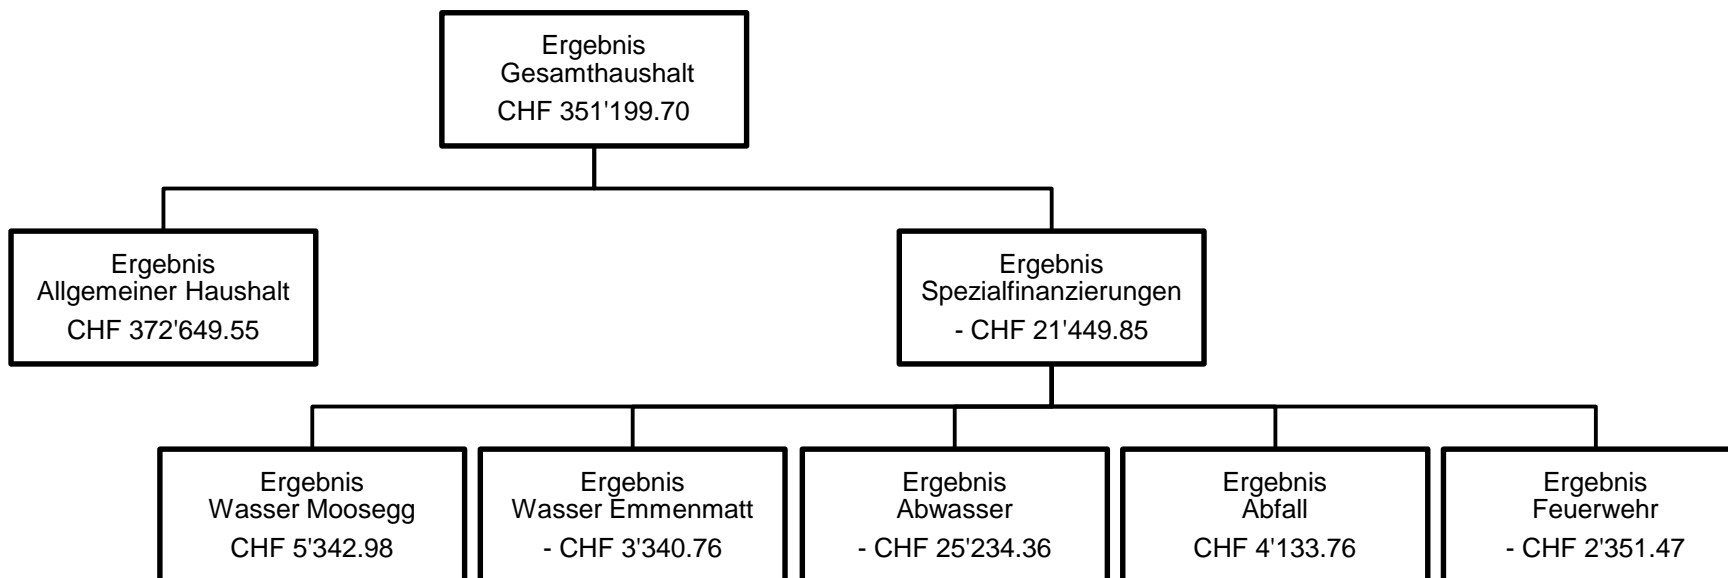 Ergebnis
Gesamthaushalt
CHF 351'199.70
Ergebnis
Allgemeiner Haushalt
CHF 372'649.55
Ergebnis
Spezialfinanzierungen
- CHF 21'449.85
Ergebnis
Wasser Moosegg
CHF 5'342.98
Ergebnis
Wasser Emmenmatt
- CHF 3'340.76
Ergebnis
Abwasser
- CHF 25'234.36
Ergebnis
Abfall
CHF 4'133.76
Ergebnis
Feuerwehr
- CHF 2'351.47